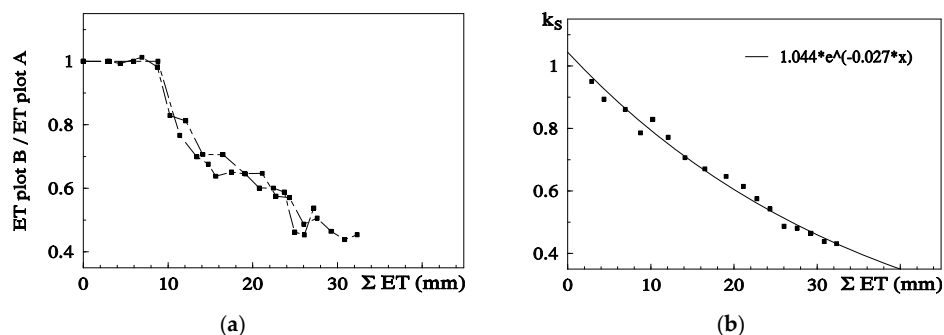 ET plot B / ET plot A
1
0.8
0.6
0.4
0 10 20 30 Σ ET (mm)
(a)
kS
1.044*e^(-0.027*x)
1
0.8
0.6
0.4
0 10 20 30 Σ ET (mm)
(b)